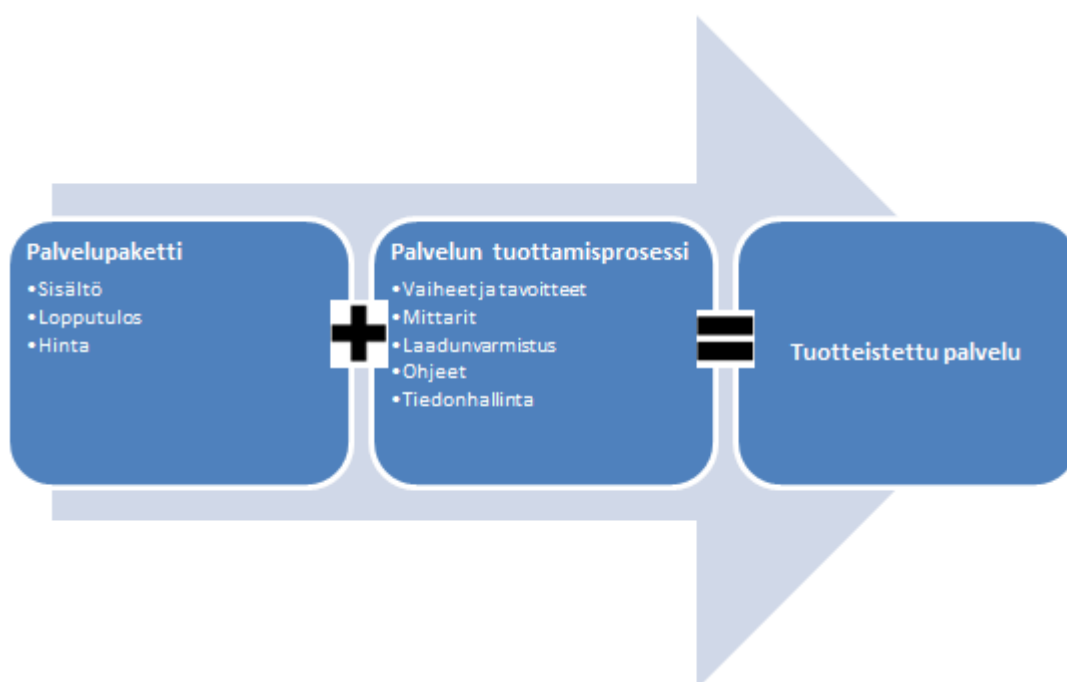 Palvelupaketti
•Sisältö
•Lopputulos
•Hinta
Palvelun tuottamisprosessi
•Vaiheet ja tavoitteet
•Mittarit
•Laadunvarmistus
•Ohjeet
•Tiedonhallinta
Tuotteistettu palvelu